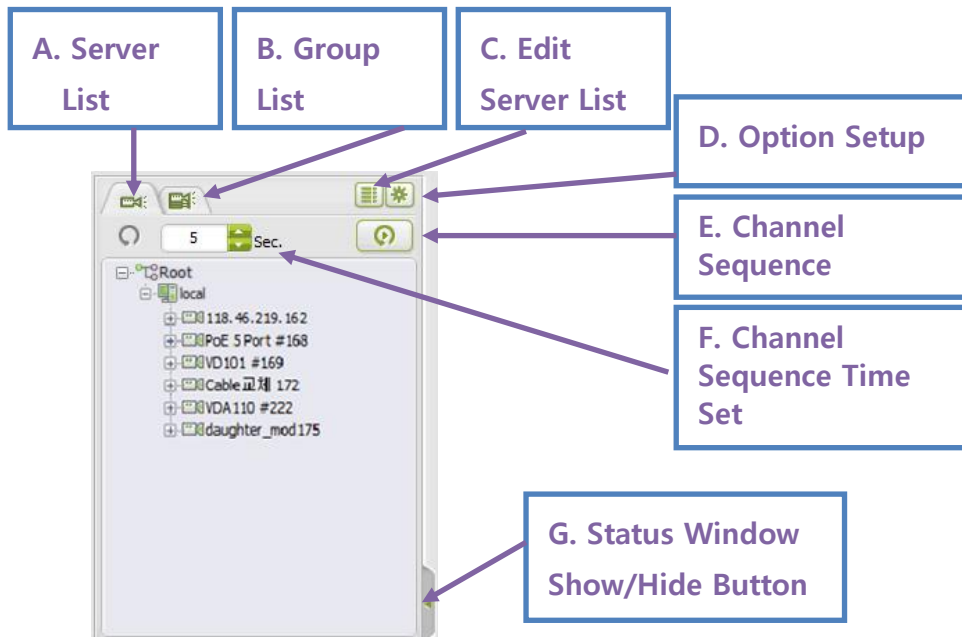 A. Server
List
B. Group
List
C. Edit
Server List
D. Option Setup
E. Channel
Sequence
F. Channel
Sequence Time
Set
G. Status Window
Show/Hide Button
5 Sec.
Root
local
118.46.219.162
PoE 5 Port #168
VD101 #169
Cable교체 172
VDA110 #222
daughter_mod175